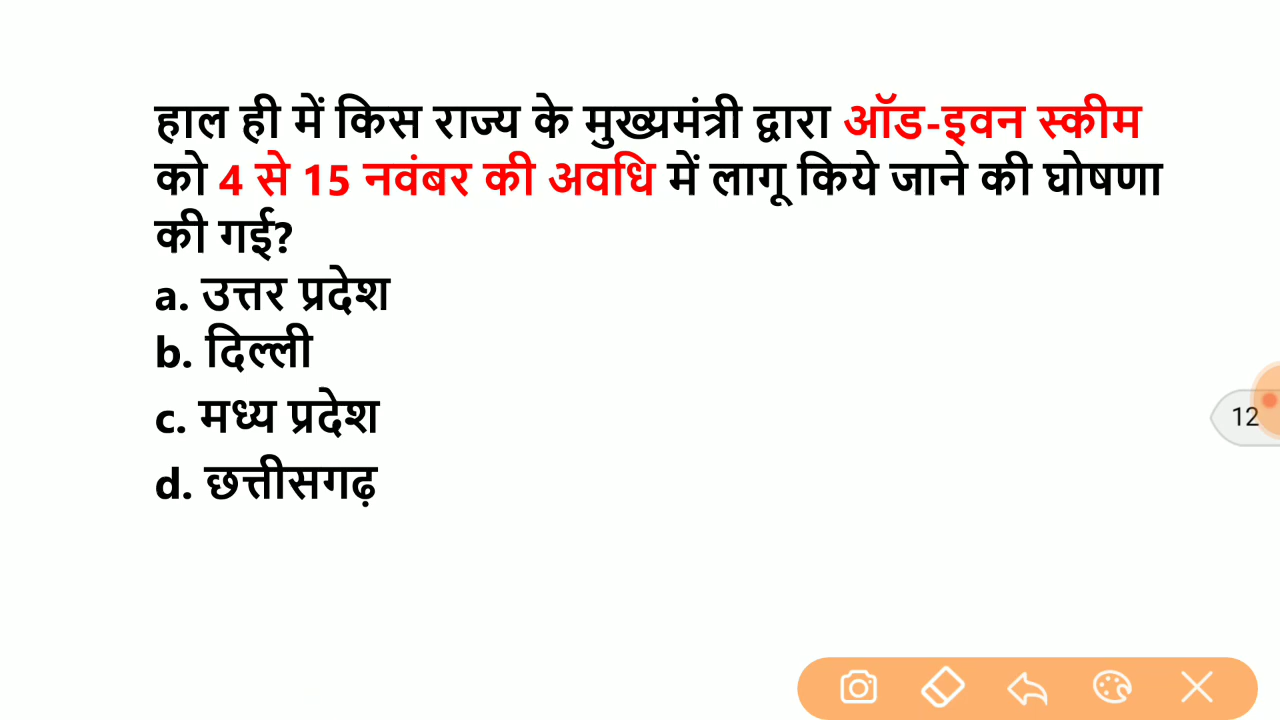 हाल ही में किस राज्य के मुख्यमंत्री द्वारा ऑड-इवन स्कीम
को 4 से 15 नवंबर की अवधि में लागू किये जाने की घोषणा
की गई?
a. उत्तर प्रदेश
b. दिल्ली
c. मध्य प्रदेश
d. छत्तीसगढ़
12